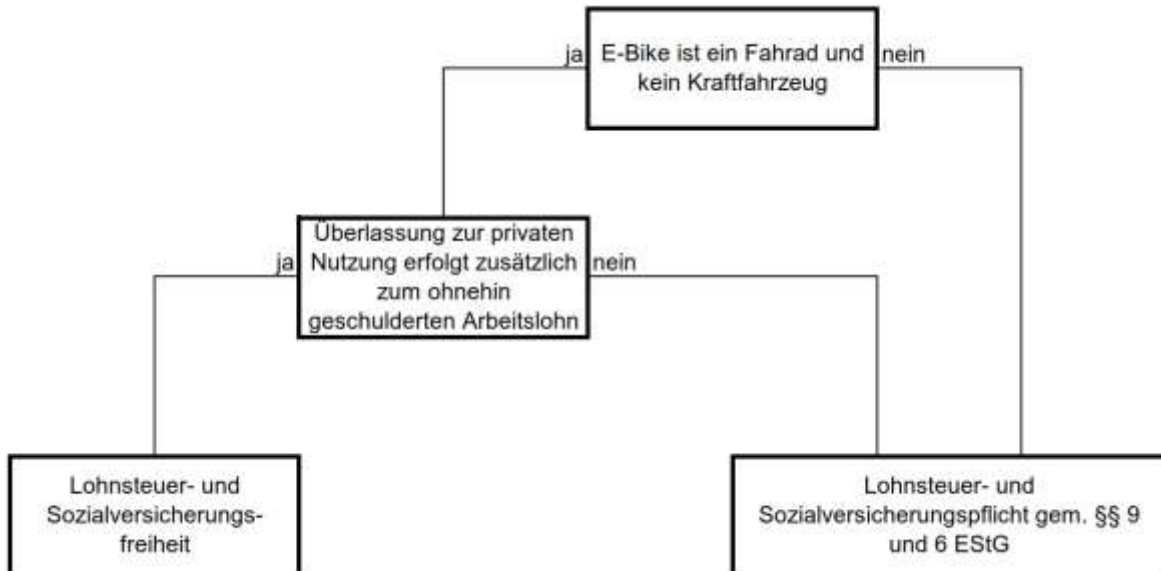 ja
E-Bike ist ein Fahrad und
kein Kraftfahrzeug
nein
ja
Überlassung zur privaten
Nutzung erfolgt zusätzlich
zum ohnehin
geschulderten Arbeitslohn
nein
Lohnsteuer- und
Sozialversicherungs-
freiheit
Lohnsteuer- und
Sozialversicherungspflicht gem. §§ 9
und 6 EStG